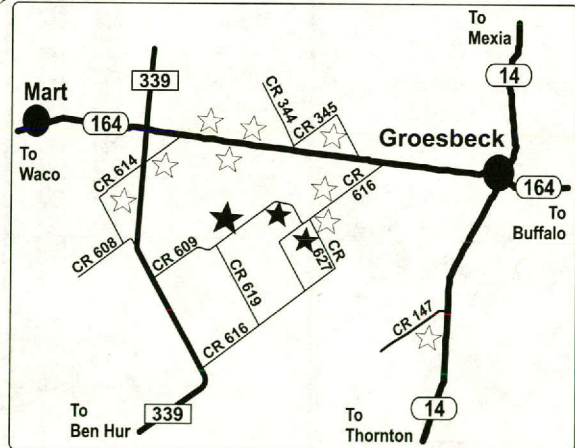 To
Mexia
339
14
Mart
164
CR 344
CR 345
Groesbeck
To
Waco
CR 614
CR
616
164
To
Buffalo
CR 608
CR 609
CR
627
CR 619
CR 147
CR 616
To
Ben Hur
339
To
Thornton
14